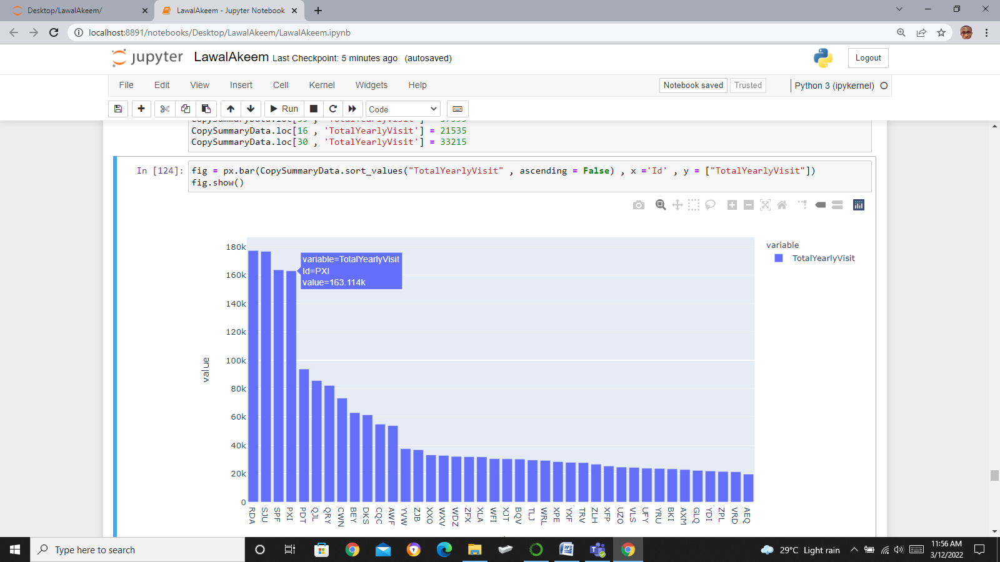 Desktop/LawalAkeem/
LawalAkeem - Jupyter Notebook
localhost:8891/notebooks/Desktop/LawalAkeem/LawalAkeem.ipynb
jupyter LawalAkeem Last Checkpoint: 5 minutes ago (autosaved)
Logout
File Edit View Insert Cell Kernel Widgets Help
Notebook saved Trusted Python 3 (ipykernel)
Run Code
CopySummaryData.loc[16 , 'TotalYearlyVisit'] = 21535
CopySummaryData.loc[30 , 'TotalYearlyVisit'] = 33215
In [124]: fig = px.bar(CopySummaryData.sort_values("TotalYearlyVisit" , ascending = False) , x ='Id' , y = ["TotalYearlyVisit"])
fig.show()
variable
TotalYearlyVisit
variable=TotalYearlyVisit
Id=PXI
value=163.114k
180k
160k
140k
120k
100k
80k
60k
40k
20k
0
value
RDA SJU SPF PXI PDT QJL QRY CWN BEY DKS CQC AWF YVW ZJB XXO WXV WDZ ZFX XLA WFI XJT BQV TLJ WRL XPE YXF TRV ZLH XFP UZO VLS UFY YRU BKI AXM GLQ YDI ZPL VRD AEQ
Type here to search
29°C Light rain
11:56 AM
3/12/2022